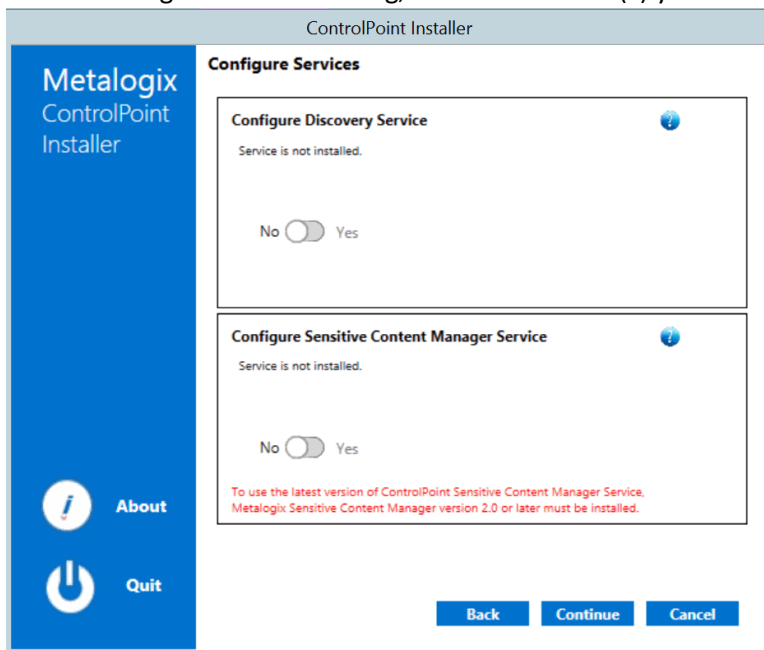 ControlPoint Installer
Metalogix
ControlPoint
Installer
Configure Services
Configure Discovery Service
?
Service is not installed.
No Yes
Configure Sensitive Content Manager Service
?
Service is not installed.
No Yes
To use the latest version of ControlPoint Sensitive Content Manager Service,
Metalogix Sensitive Content Manager version 2.0 or later must be installed.
i About
Quit
Back Continue Cancel